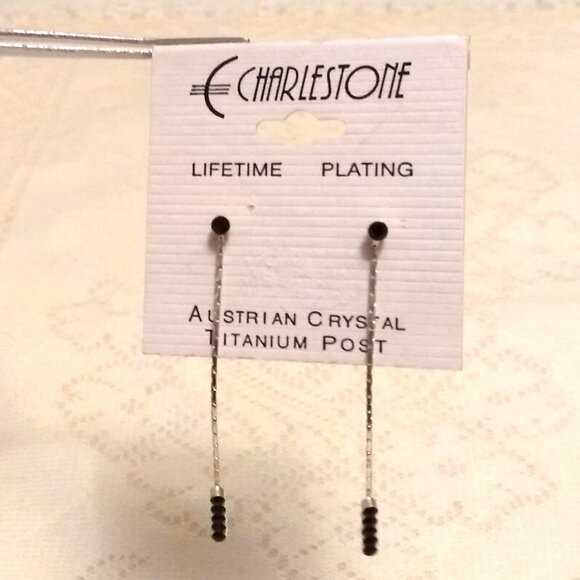 CHARLESTONE
LIFETIME PLATING
AUSTRIAN CRYSTAL
TITANIUM POST